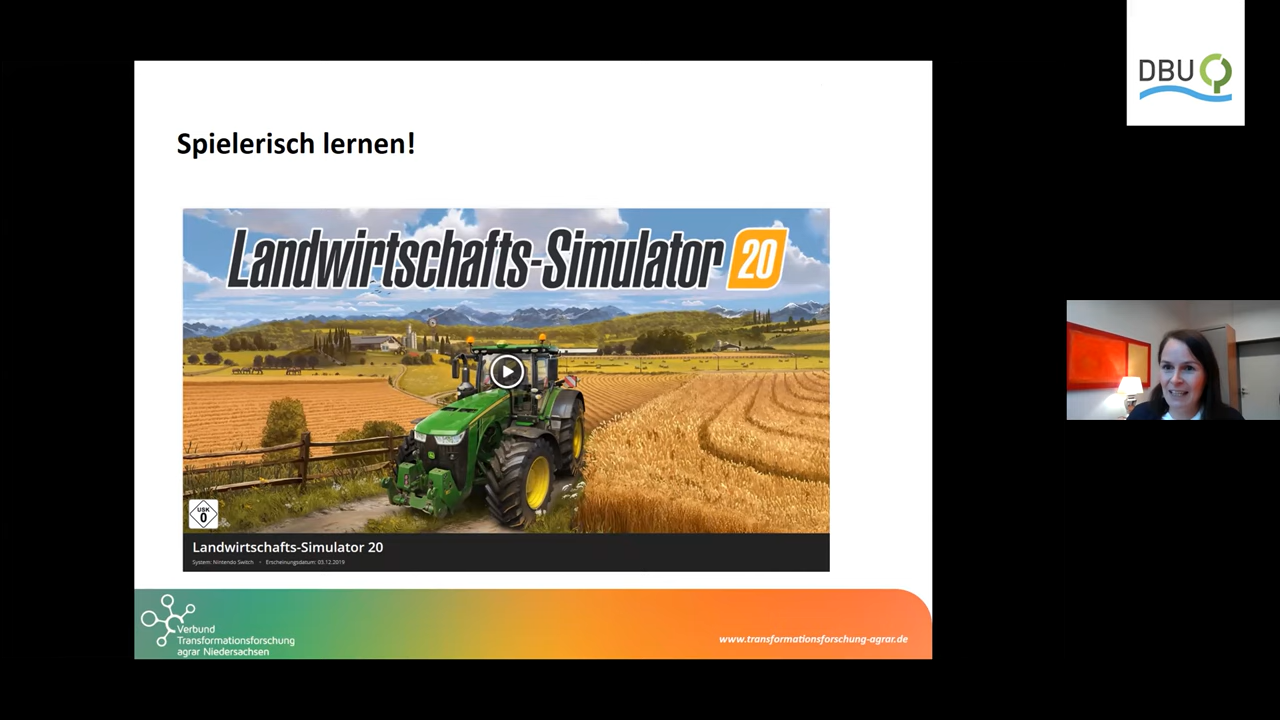 DBU
Spielerisch lernen!
Landwirtschafts-Simulator 20
USK
0
Landwirtschafts-Simulator 20
System: Nintendo Switch • Erscheinungsdatum: 03.12.2019
Verbund
Transformationsforschung
agrar Niedersachsen
www.transformationsforschung-agrar.de